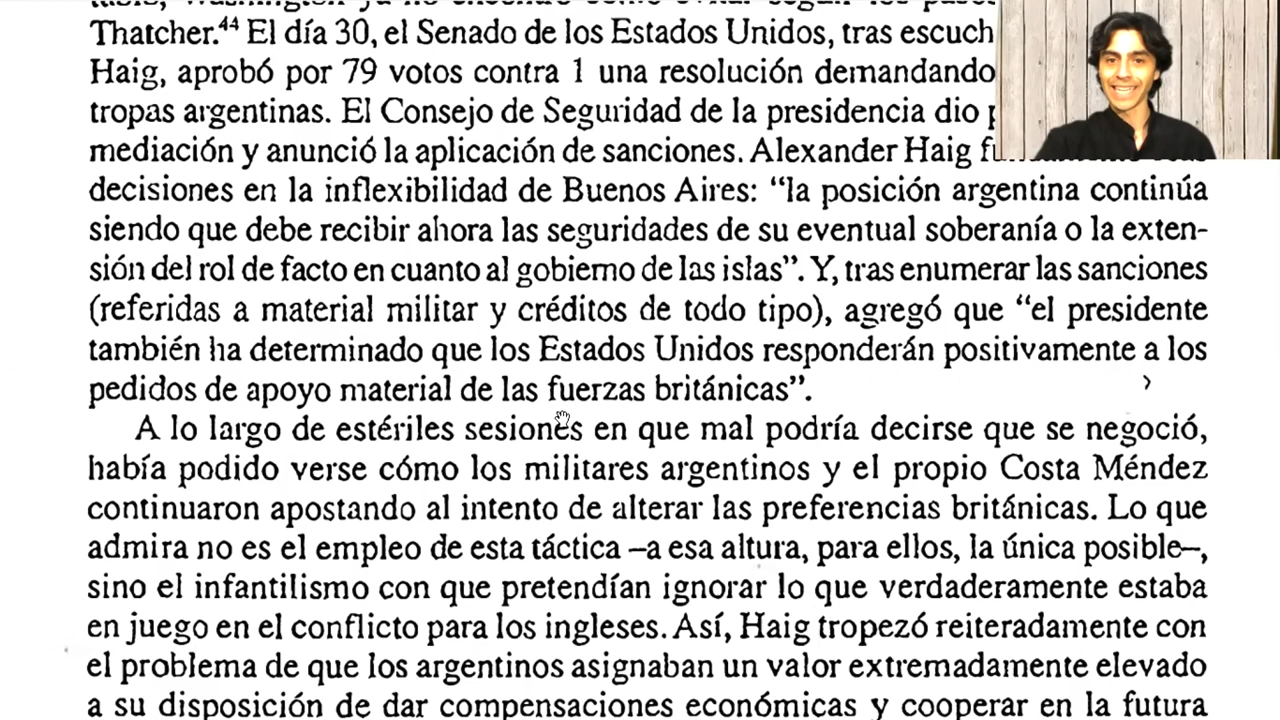 Thatcher.⁴⁴ El día 30, el Senado de los Estados Unidos, tras escuch
Haig, aprobó por 79 votos contra 1 una resolución demandando
tropas argentinas. El Consejo de Seguridad de la presidencia dio
mediación y anunció la aplicación de sanciones. Alexander Haig
decisiones en la inflexibilidad de Buenos Aires: “la posición argentina continúa
siendo que debe recibir ahora las seguridades de su eventual soberanía o la exten-
sión del rol de facto en cuanto al gobierno de las islas”. Y, tras enumerar las sanciones
(referidas a material militar y créditos de todo tipo), agregó que “el presidente
también ha determinado que los Estados Unidos responderán positivamente a los
pedidos de apoyo material de las fuerzas británicas”.
A lo largo de estériles sesiones en que mal podría decirse que se negoció,
había podido verse cómo los militares argentinos y el propio Costa Méndez
continuaron apostando al intento de alterar las preferencias británicas. Lo que
admira no es el empleo de esta táctica –a esa altura, para ellos, la única posible–,
sino el infantilismo con que pretendían ignorar lo que verdaderamente estaba
en juego en el conflicto para los ingleses. Así, Haig tropezó reiteradamente con
el problema de que los argentinos asignaban un valor extremadamente elevado
a su disposición de dar compensaciones económicas y cooperar en la futura